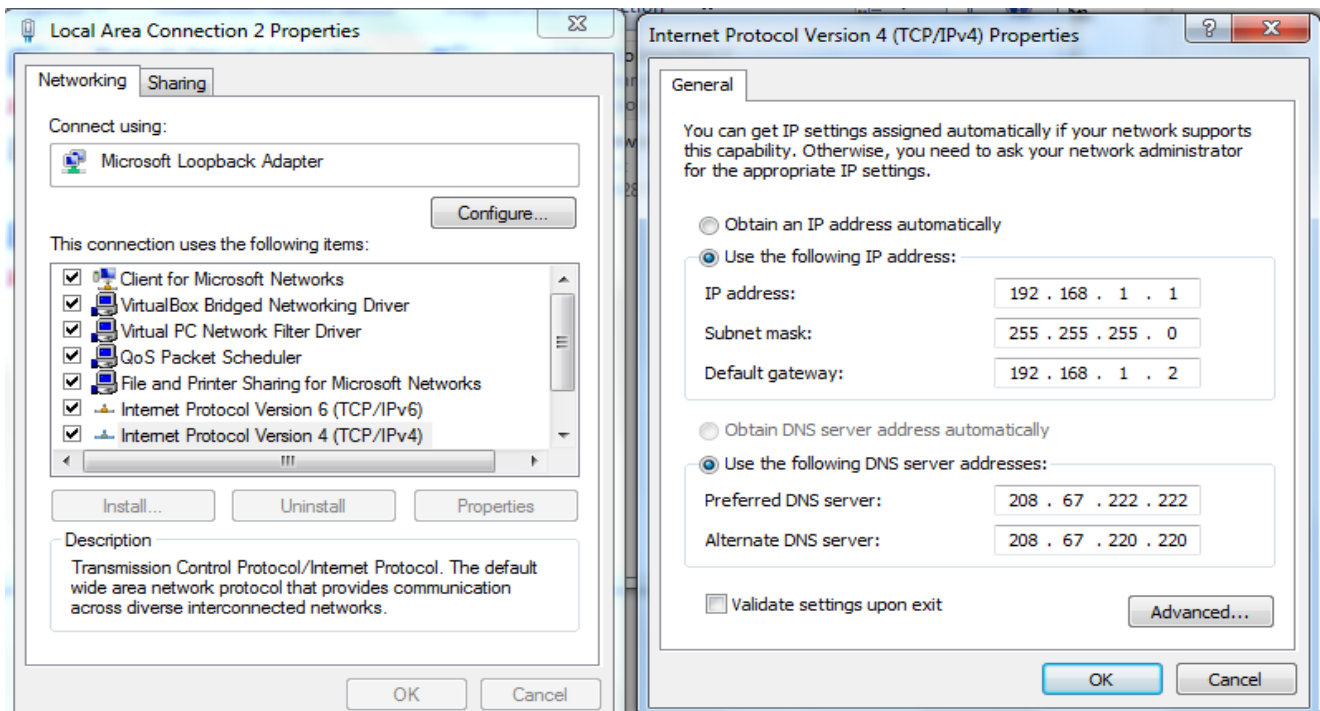 Local Area Connection 2 Properties
Networking
Sharing
Connect using:
Microsoft Loopback Adapter
Configure...
This connection uses the following items:
Client for Microsoft Networks
VirtualBox Bridged Networking Driver
Virtual PC Network Filter Driver
QoS Packet Scheduler
File and Printer Sharing for Microsoft Networks
Internet Protocol Version 6 (TCP/IPv6)
Internet Protocol Version 4 (TCP/IPv4)
Install...
Uninstall
Properties
Description
Transmission Control Protocol/Internet Protocol. The default
wide area network protocol that provides communication
across diverse interconnected networks.
OK
Cancel
Internet Protocol Version 4 (TCP/IPv4) Properties
General
You can get IP settings assigned automatically if your network supports
this capability. Otherwise, you need to ask your network administrator
for the appropriate IP settings.
Obtain an IP address automatically
Use the following IP address:
IP address: 192 . 168 . 1 . 1
Subnet mask: 255 . 255 . 255 . 0
Default gateway: 192 . 168 . 1 . 2
Obtain DNS server address automatically
Use the following DNS server addresses:
Preferred DNS server: 208 . 67 . 222 . 222
Alternate DNS server: 208 . 67 . 220 . 220
Validate settings upon exit
Advanced...
OK
Cancel